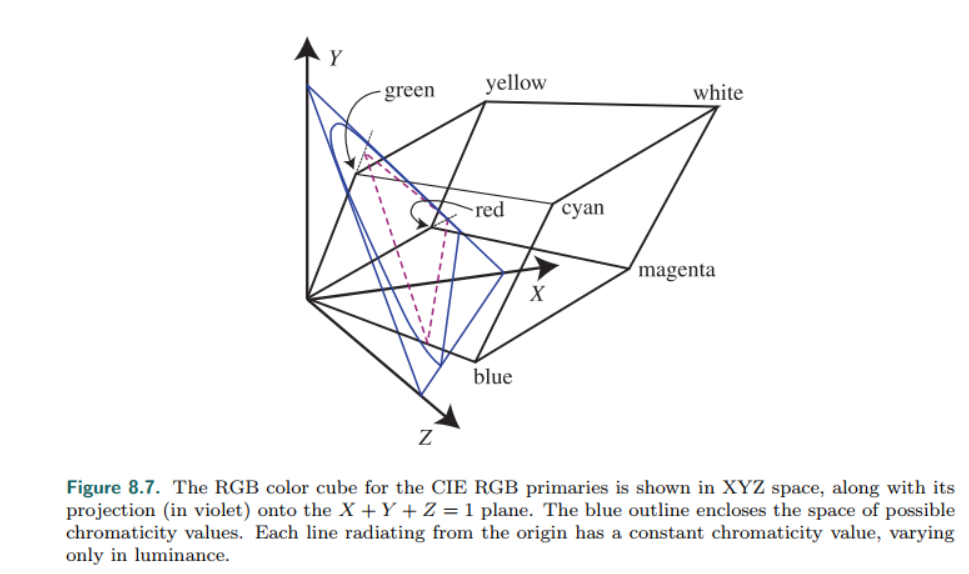 Y
green
yellow
white
red
cyan
magenta
X
blue
Z
Figure 8.7. The RGB color cube for the CIE RGB primaries is shown in XYZ space, along with its
projection (in violet) onto the X + Y + Z = 1 plane. The blue outline encloses the space of possible
chromaticity values. Each line radiating from the origin has a constant chromaticity value, varying
only in luminance.